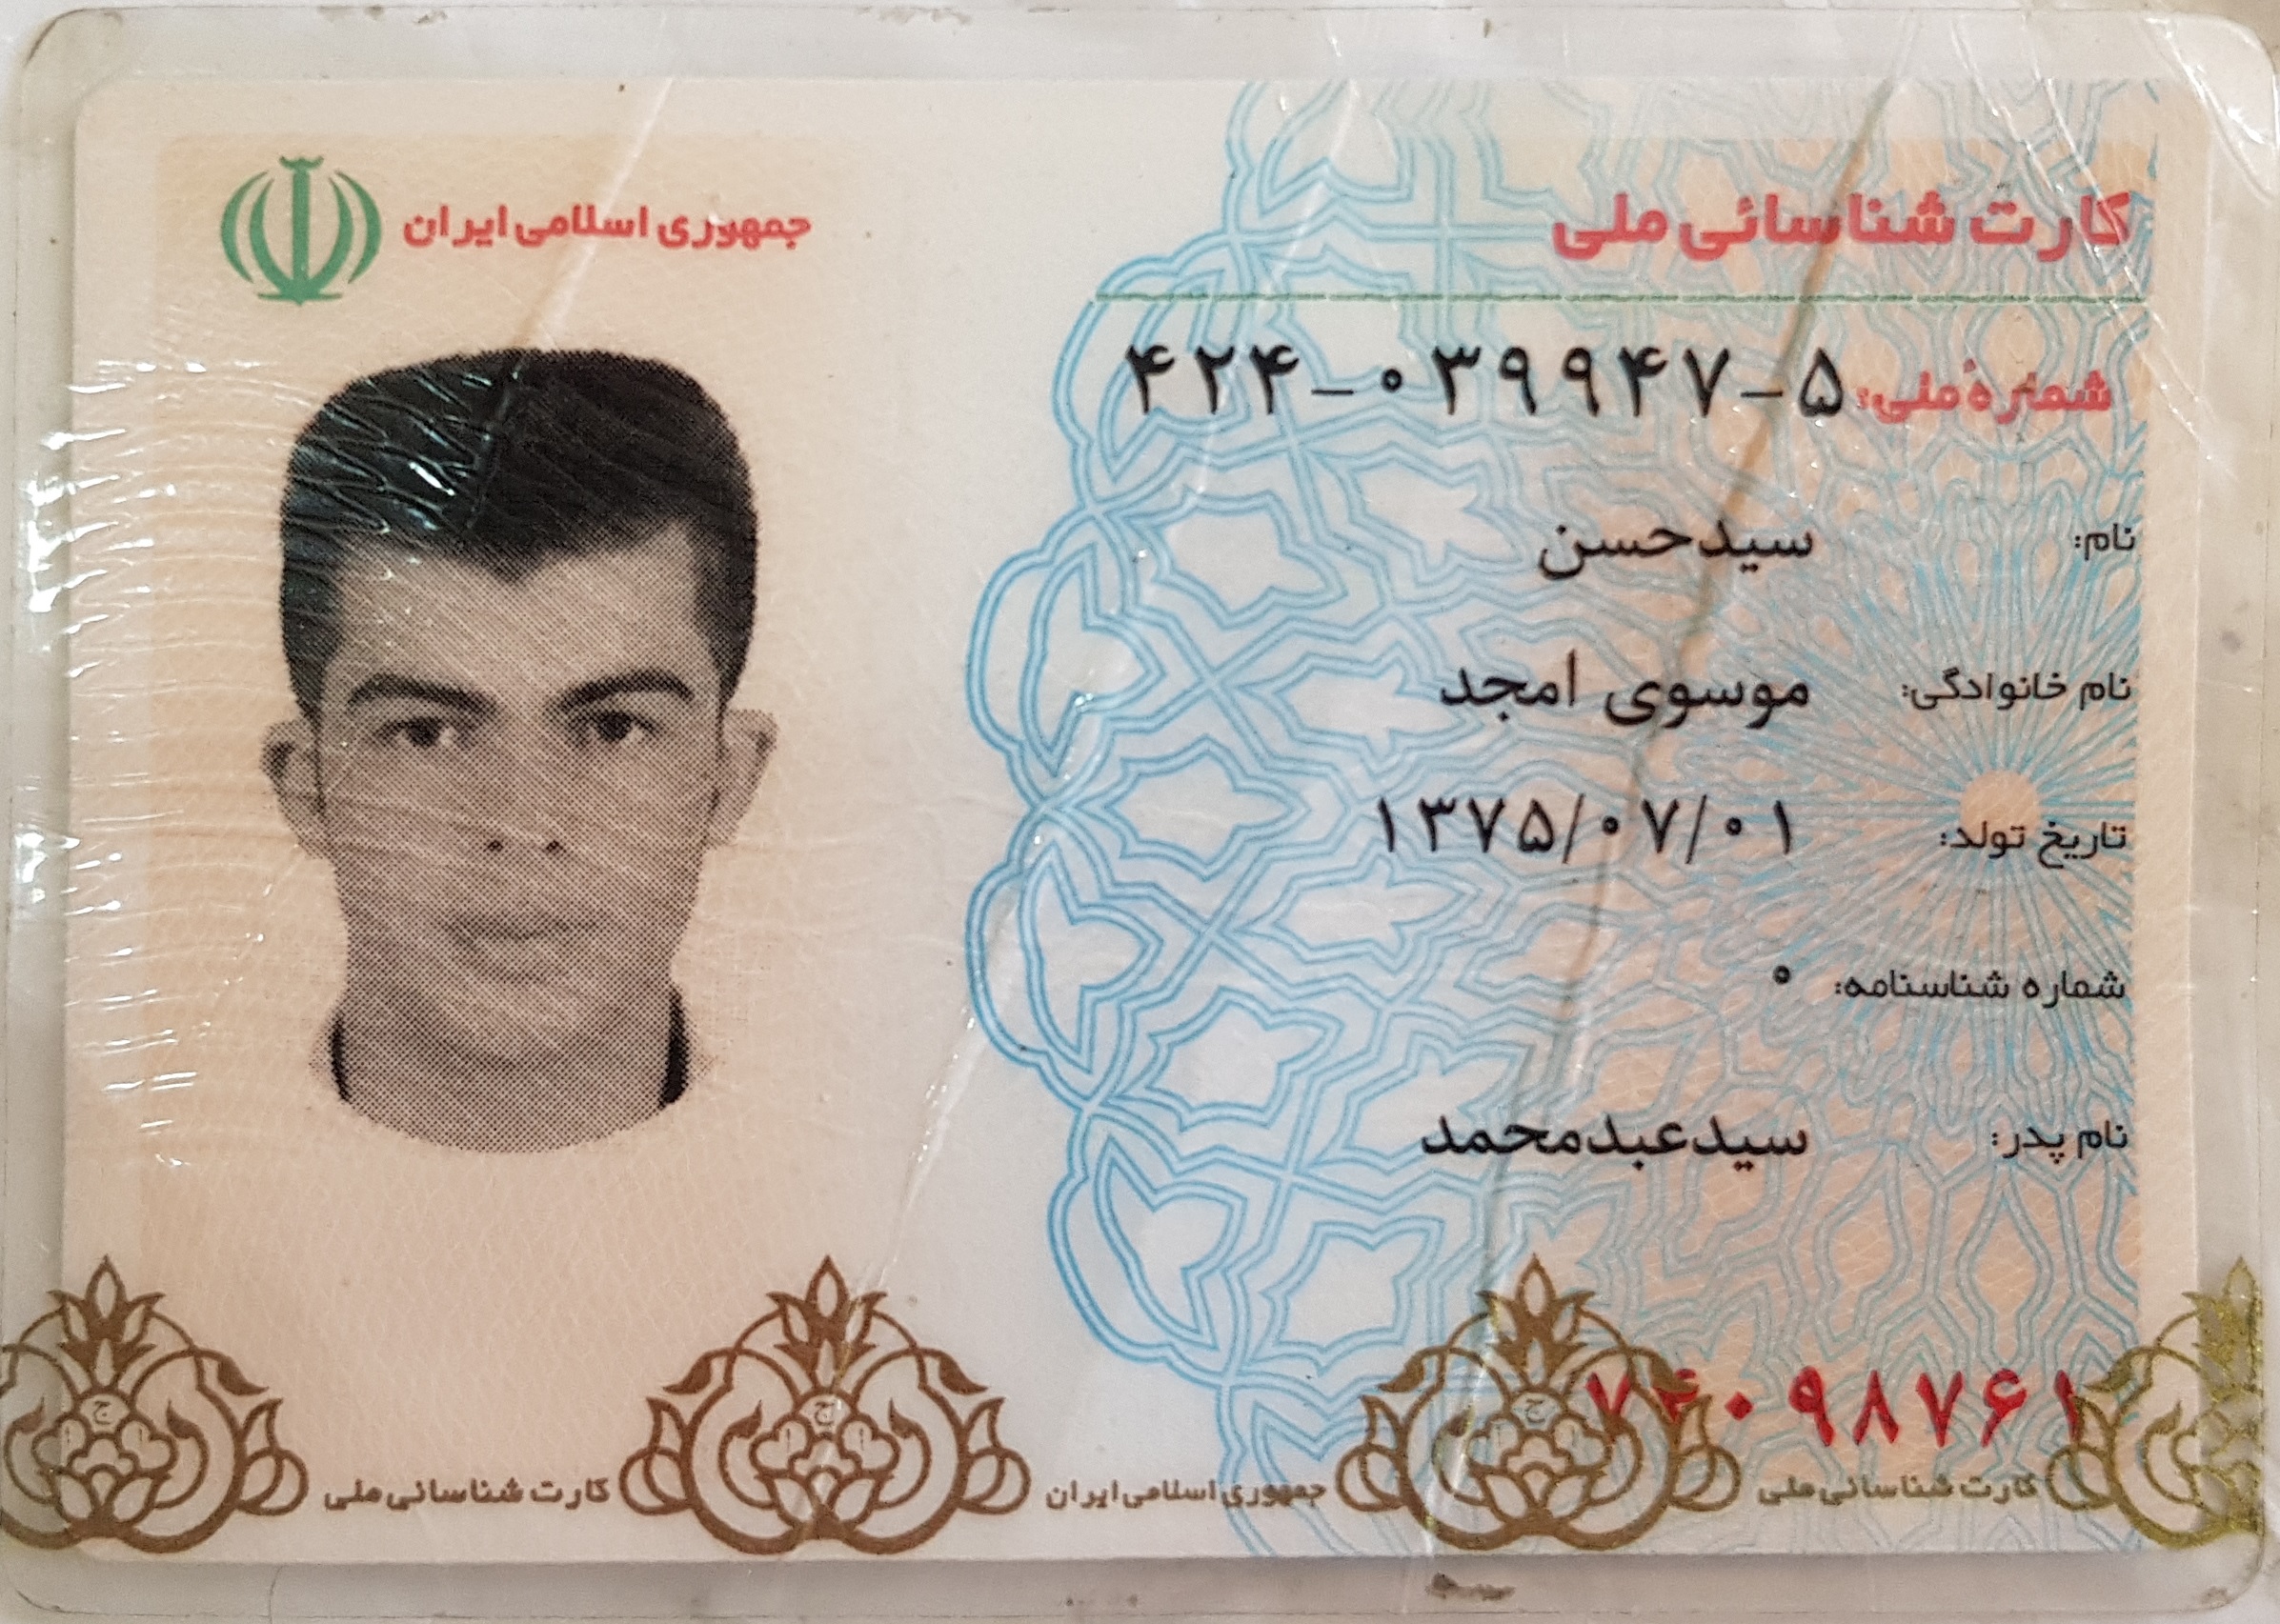 جمهوری اسلامی ایران
کارت شناسائی ملی
شماره ملی: ۴۲۴-۰۳۹۹۴۷-۵
نام: سیدحسن
نام خانوادگی: موسوی امجد
تاریخ تولد: ۱۳۷۵/۰۷/۰۱
شماره شناسنامه: ۰
نام پدر: سیدعبدمحمد
۷۴۰۹۸۷۶۱
کارت شناسائی ملی جمهوری اسلامی ایران کارت شناسائی ملی